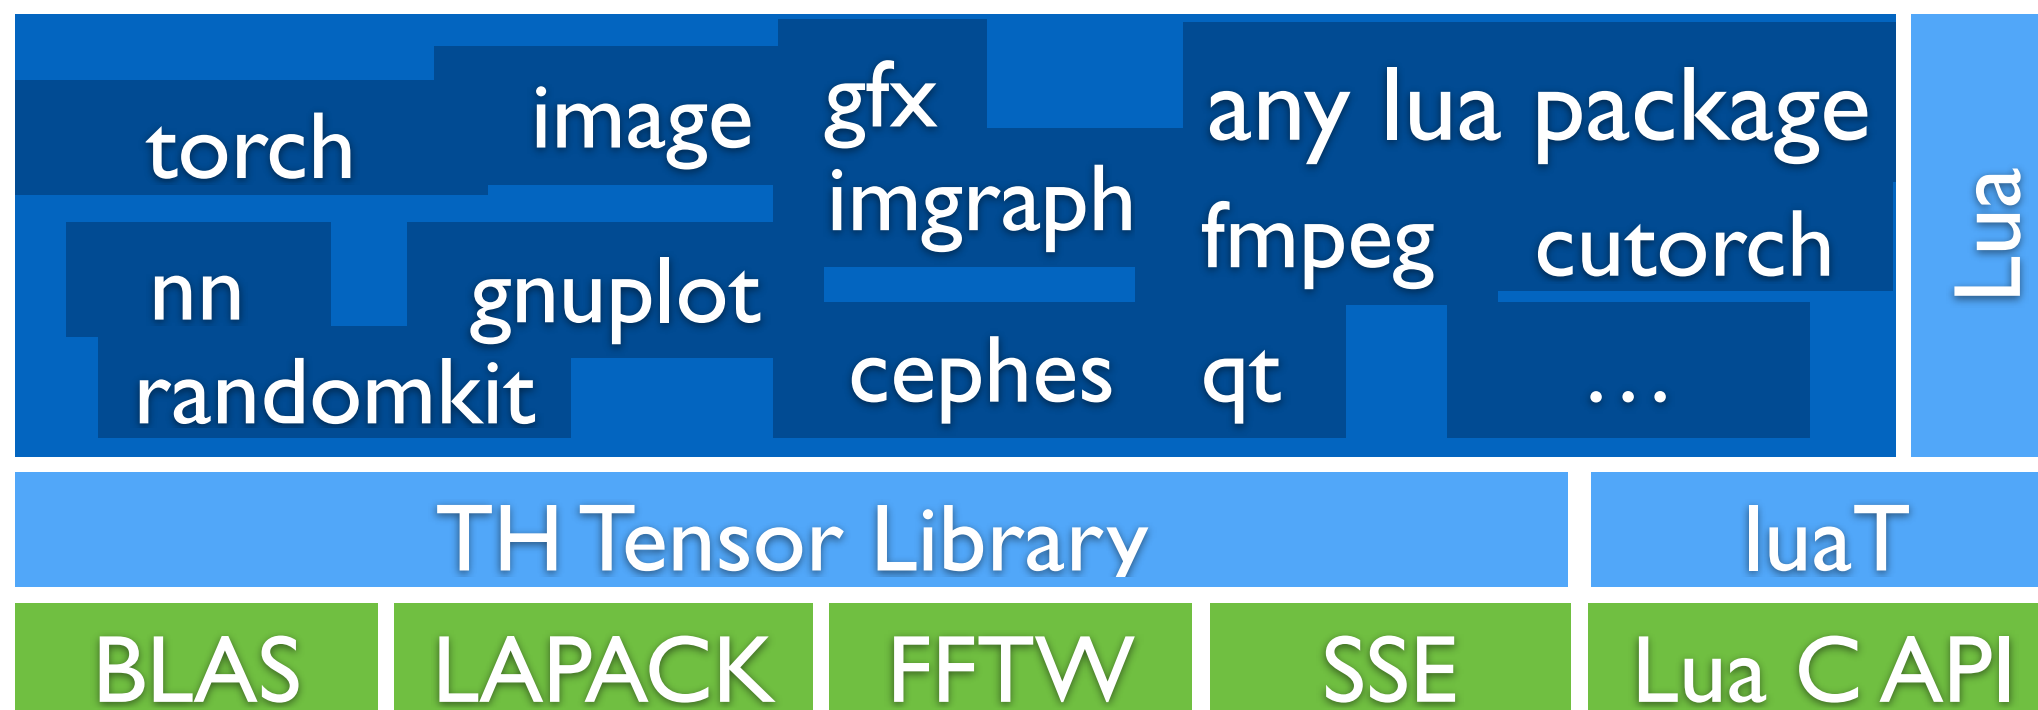 torch
image
gfx
any lua package
imgraph
nn
gnuplot
fmpeg
cutorch
randomkit
cephes
qt
...
Lua
TH Tensor Library
luaT
BLAS
LAPACK
FFTW
SSE
Lua C API